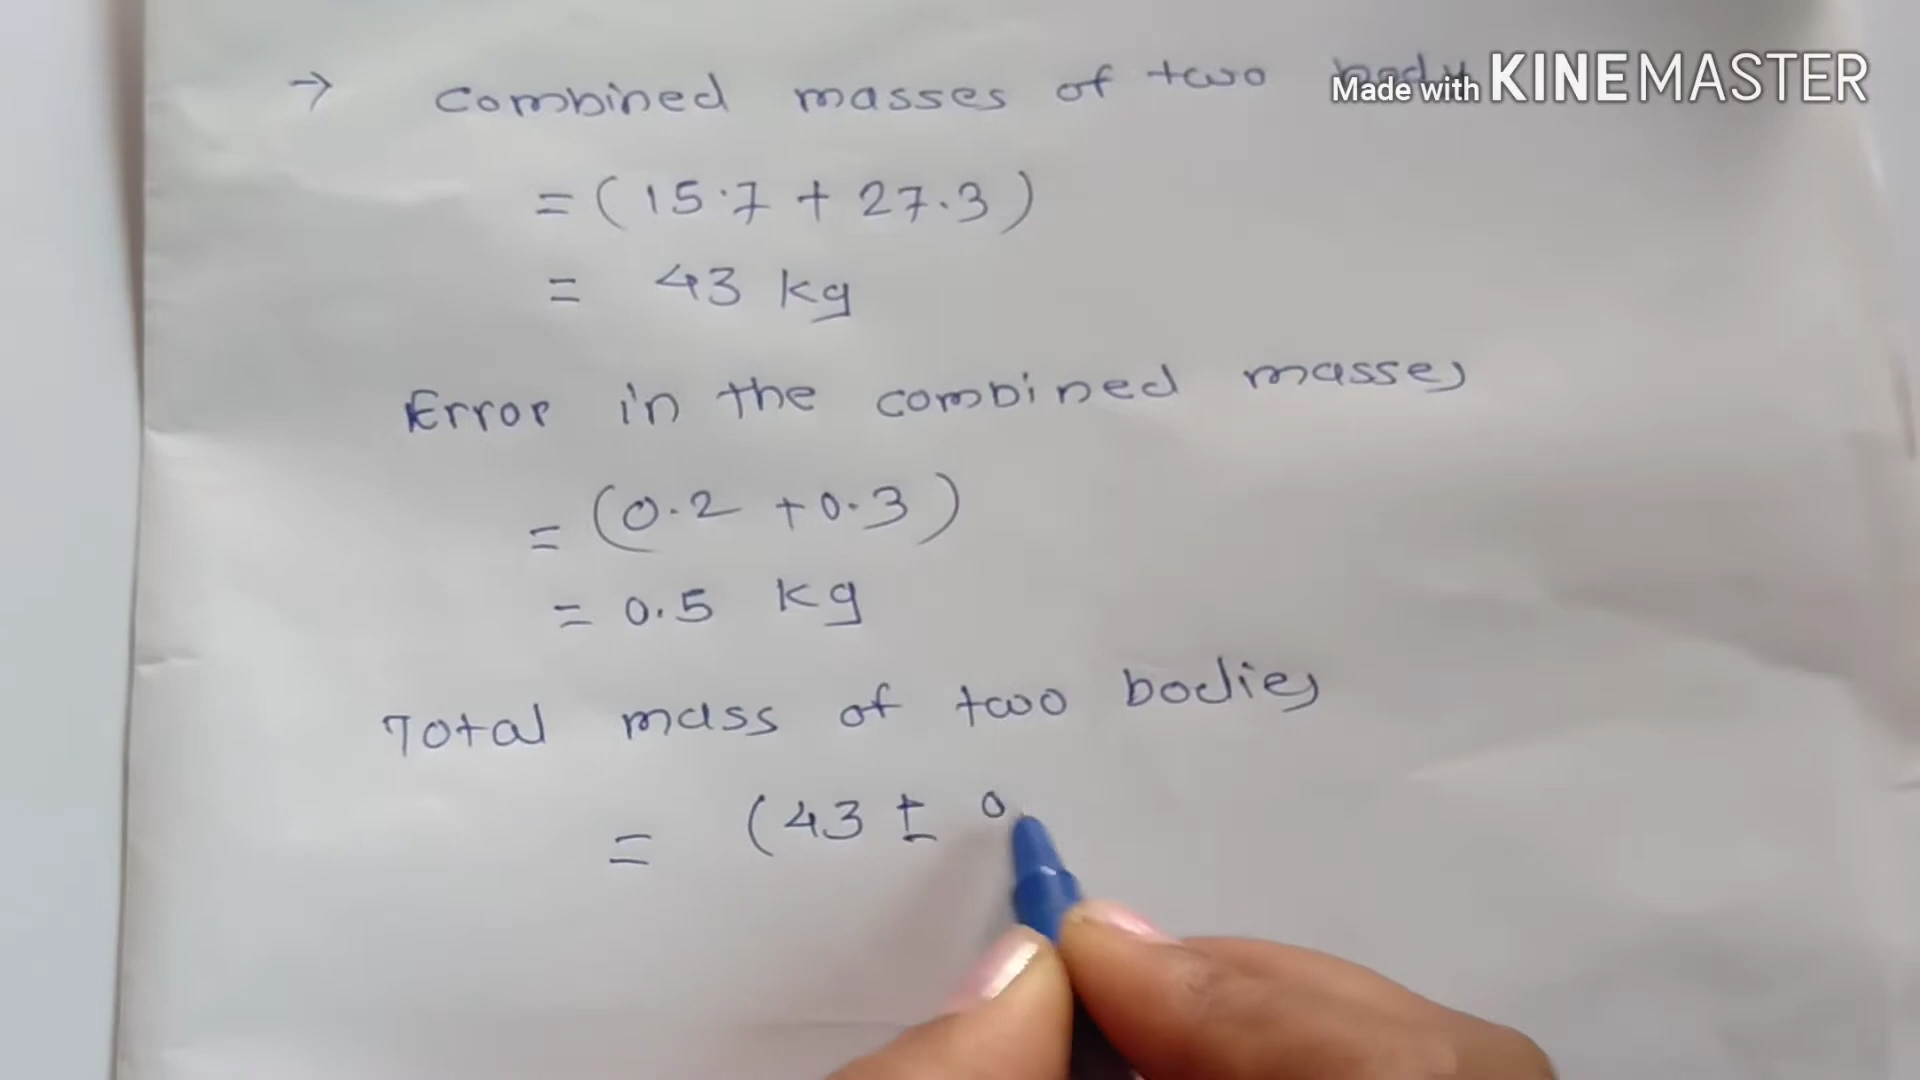 → combined masses of two body
Made with KINEMASTER
= (15.7 + 27.3)
= 43 kg
Error in the combined masses
= (0.2 + 0.3)
= 0.5 kg
Total mass of two bodies
= (43 ± 0